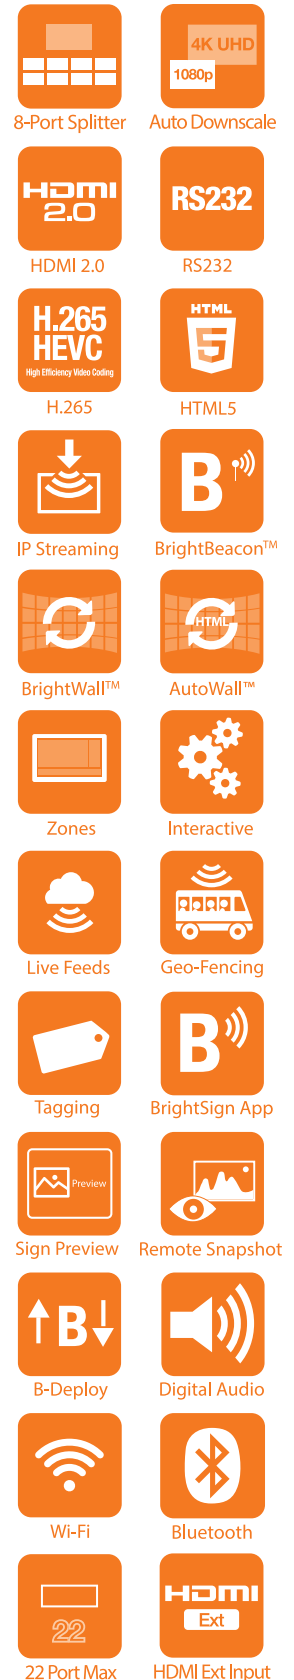 4K UHD
1080p
8-Port Splitter
Auto Downscale
HDMI
2.0
RS232
HDMI 2.0
RS232
H.265
HEVC
High Efficiency Video Coding
HTML
5
H.265
HTML5
B
IP Streaming
BrightBeacon™
HTML
BrightWall™
AutoWall™
Zones
Interactive
Live Feeds
Geo-Fencing
B
Tagging
BrightSign App
Preview
Sign Preview
Remote Snapshot
B
B-Deploy
Digital Audio
Wi-Fi
Bluetooth
22
HDMI
Ext
22 Port Max
HDMI Ext Input